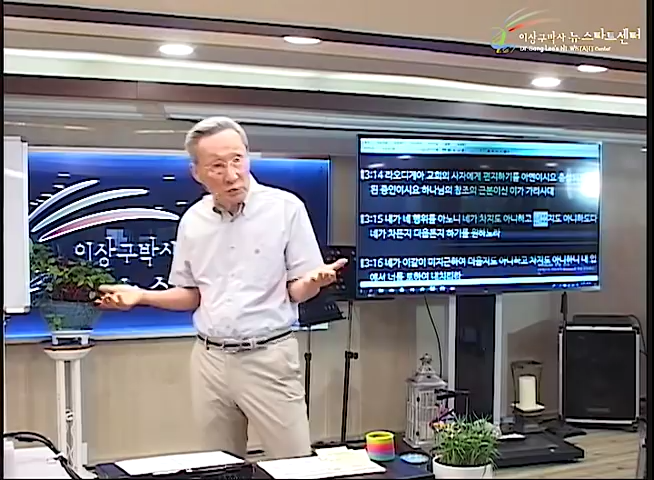 이상구박사 뉴스타트센터
Dr. Sang Lee's NEWSTART Center
이상구박사
[3:14 라오디게아 교회의 사자에게 편지하기를 아멘이시요
된 증인이시요 하나님의 창조의 근본이신 이가 가라사대
[3:15 내가 네 행위를 아노니 네가 차지도 아니하고 지도 아니하도다
네가 차든지 더웁든지 하기를 원하노라
[3:16 네가 이같이 미지근하여 더웁지도 아니하고 차지도 아니하니 내 입
에서 너를 토하여 내치리라